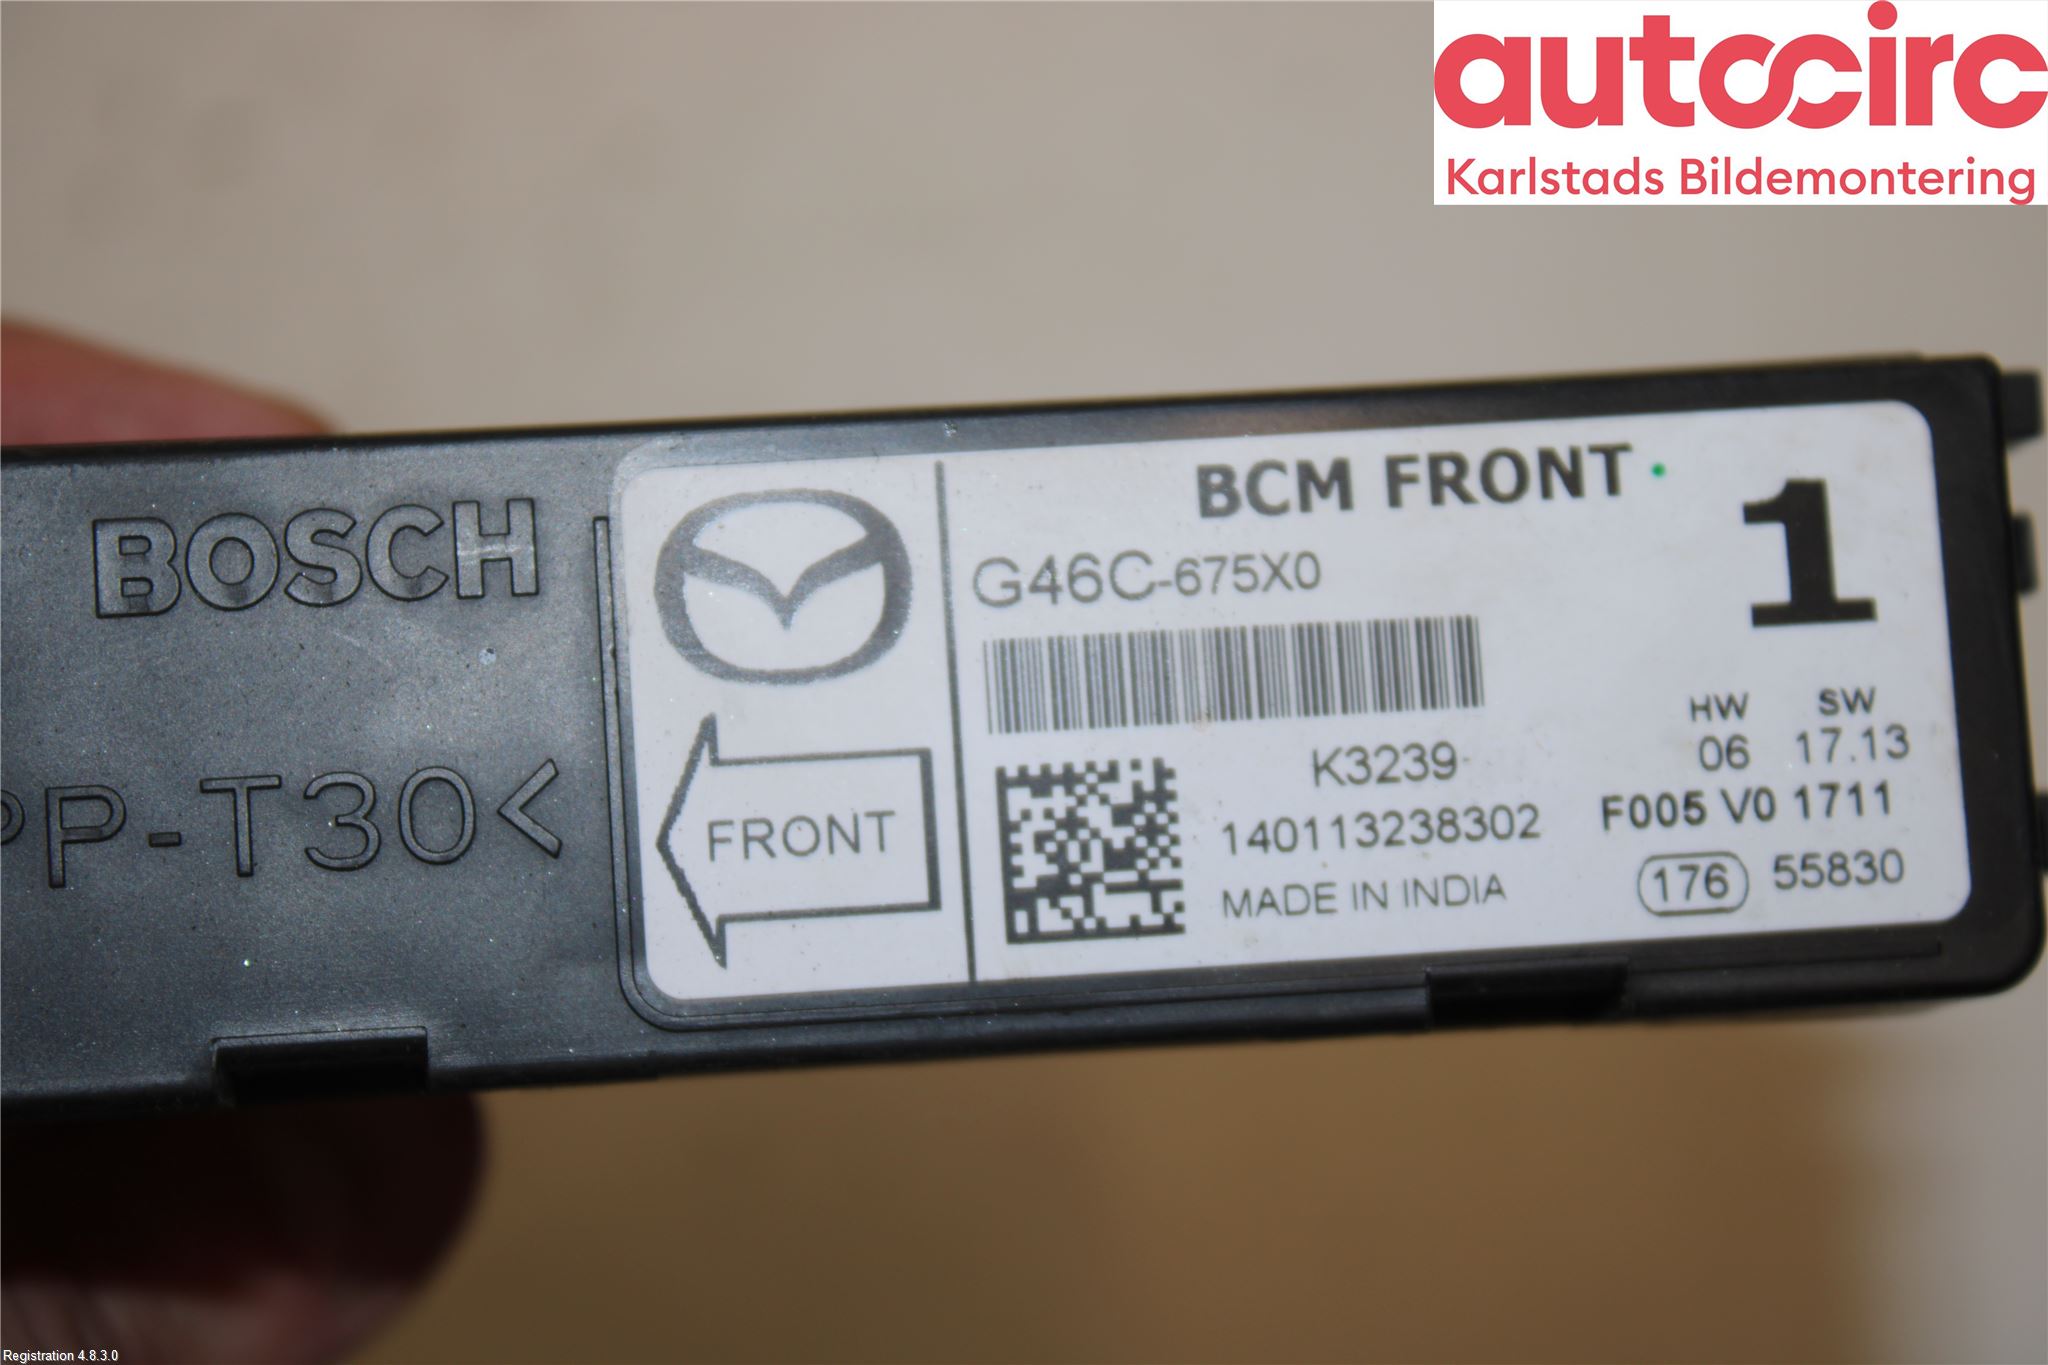 autocirc
Karlstads Bildemontering
BOSCH
PP-T30<
FRONT
BCM FRONT
1
G46C-675X0
HW SW
06 17.13
K3239
140113238302
F005 V0 1711
MADE IN INDIA
176 55830
Registration 4.8.3.0